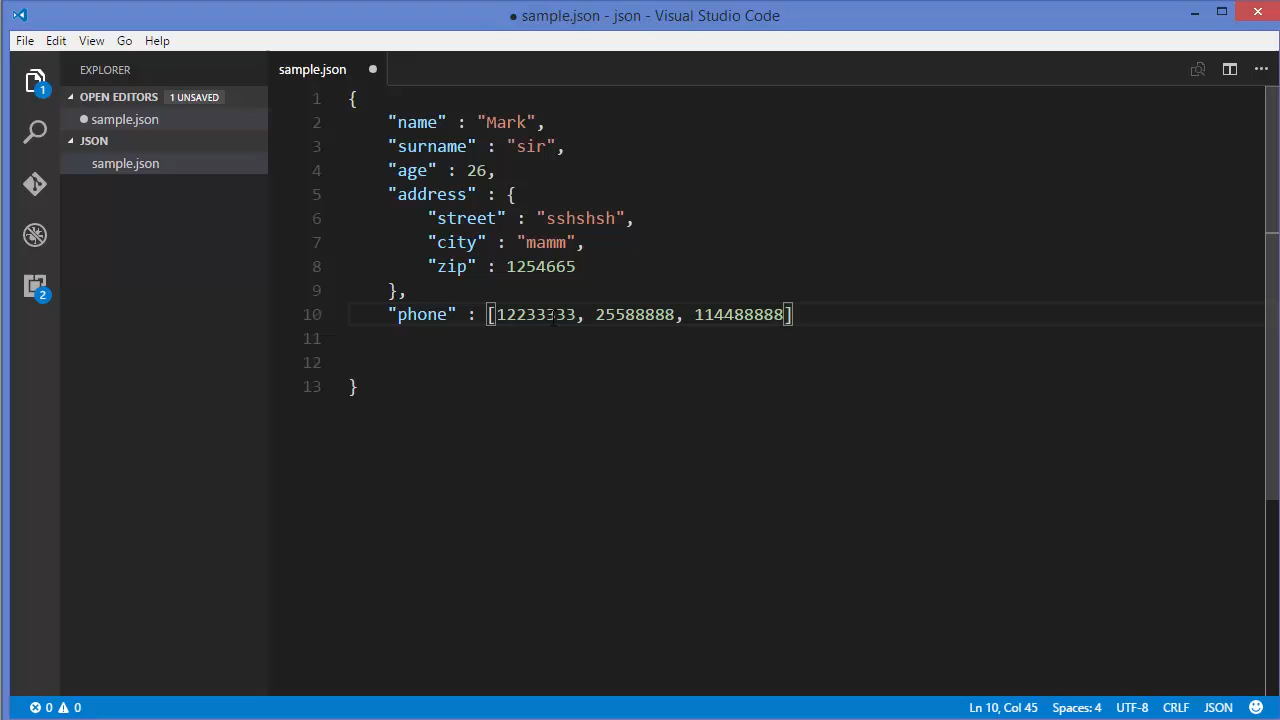 ● sample.json - json - Visual Studio Code
File Edit View Go Help
EXPLORER
OPEN EDITORS 1 UNSAVED
sample.json
JSON
sample.json
1
2
sample.json
1 {
2 "name" : "Mark",
3 "surname" : "sir",
4 "age" : 26,
5 "address" : {
6 "street" : "sshshsh",
7 "city" : "mamm",
8 "zip" : 1254665
9 },
10 "phone" : [12233333, 25588888, 114488888]
11
12
13 }
0 0 Ln 10, Col 45 Spaces: 4 UTF-8 CRLF JSON